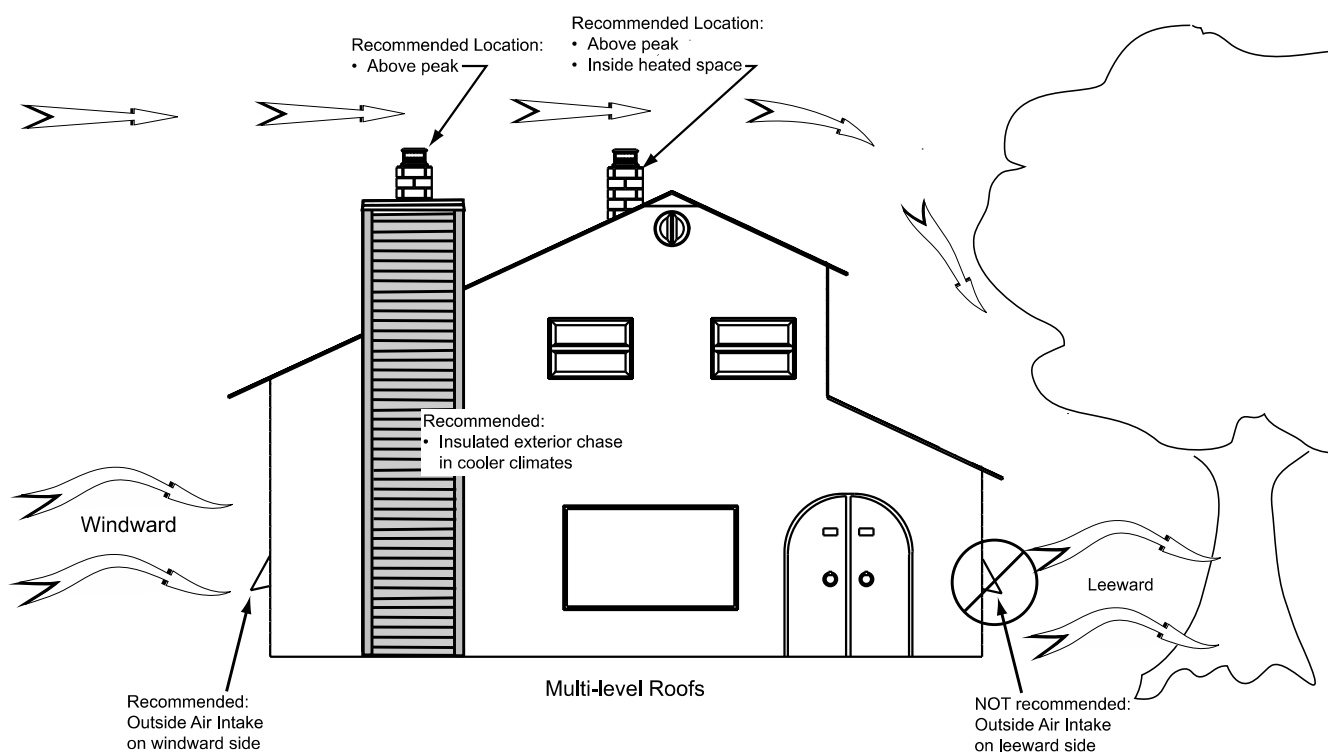 Recommended Location:
• Above peak
Recommended Location:
• Above peak
• Inside heated space
Recommended:
• Insulated exterior chase
in cooler climates
Windward
Leeward
Multi-level Roofs
Recommended:
Outside Air Intake
on windward side
NOT recommended:
Outside Air Intake
on leeward side